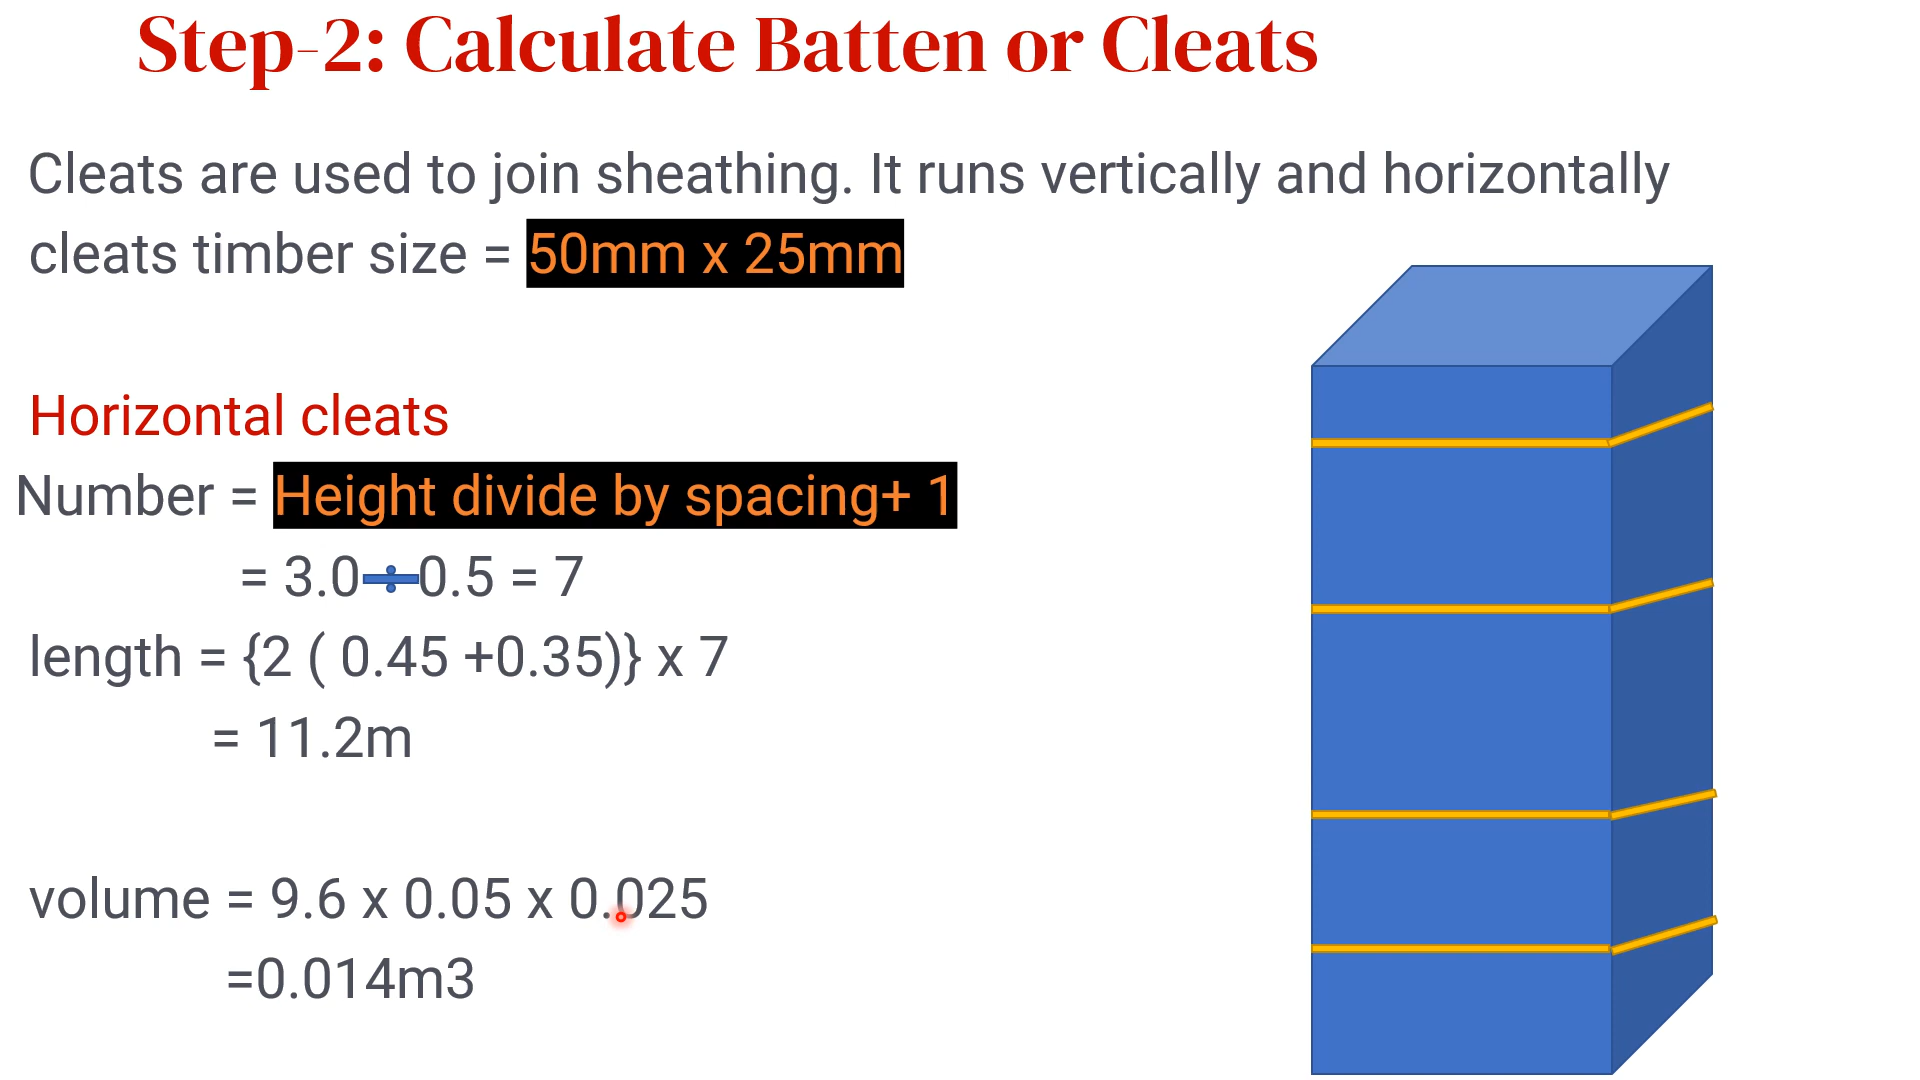 Step-2: Calculate Batten or Cleats
Cleats are used to join sheathing. It runs vertically and horizontally
cleats timber size = 50mm x 25mm
Horizontal cleats
Number = Height divide by spacing+ 1
= 3.0÷0.5 = 7
length = {2 ( 0.45 +0.35)} x 7
= 11.2m
volume = 9.6 x 0.05 x 0.025
=0.014m3